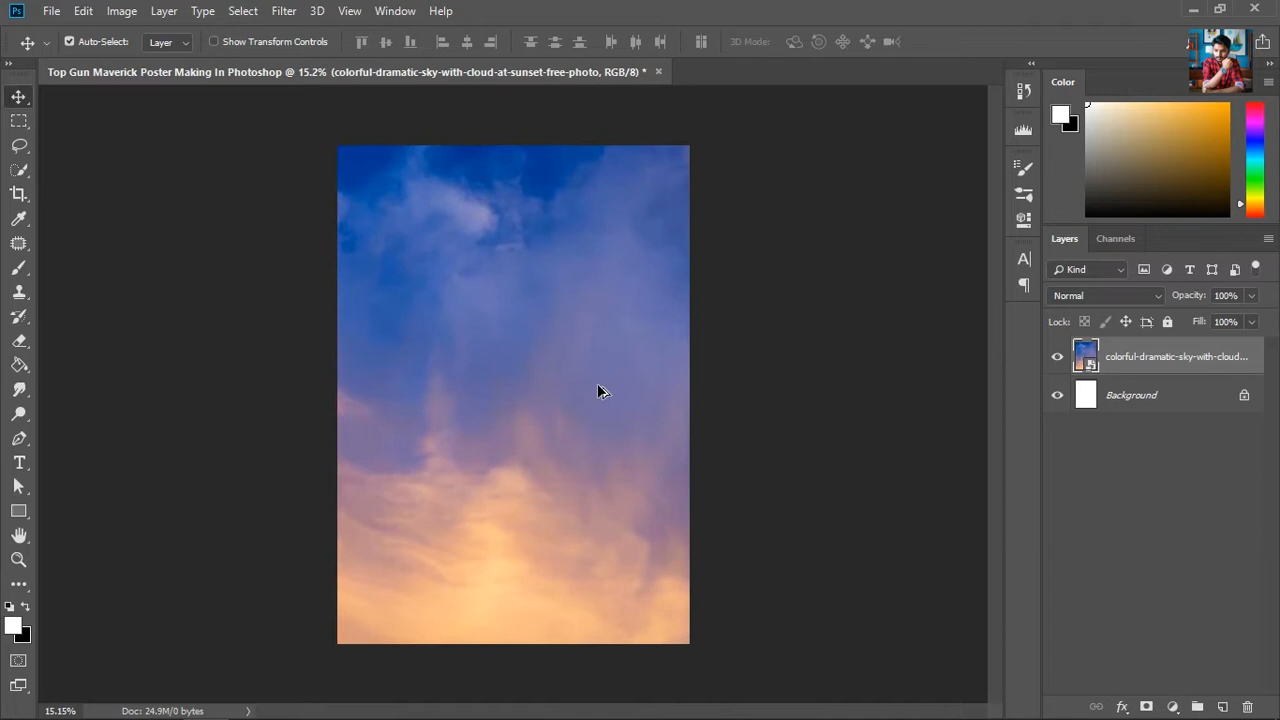 Ps File Edit Image Layer Type Select Filter 3D View Window Help
Auto-Select: Layer Show Transform Controls 3D Mode:
Top Gun Maverick Poster Making In Photoshop @ 15.2% (colorful-dramatic-sky-with-cloud-at-sunset-free-photo, RGB/8) *
Color
Layers Channels
Kind
Normal Opacity: 100%
Lock: Fill: 100%
colorful-dramatic-sky-with-cloud...
Background
15.15% Doc: 24.9M/0 bytes